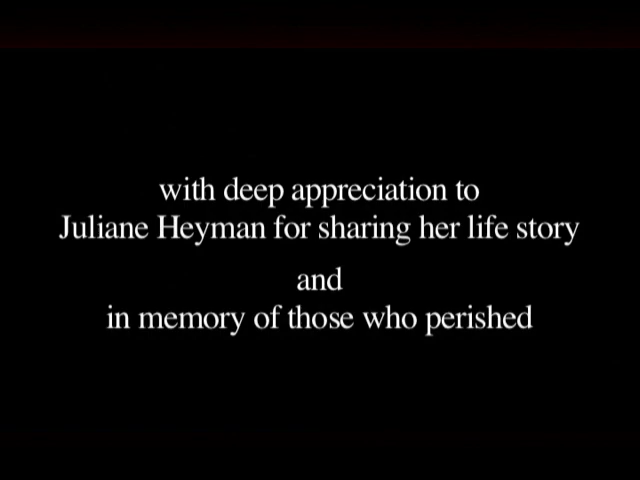 with deep appreciation to
Juliane Heyman for sharing her life story
and
in memory of those who perished